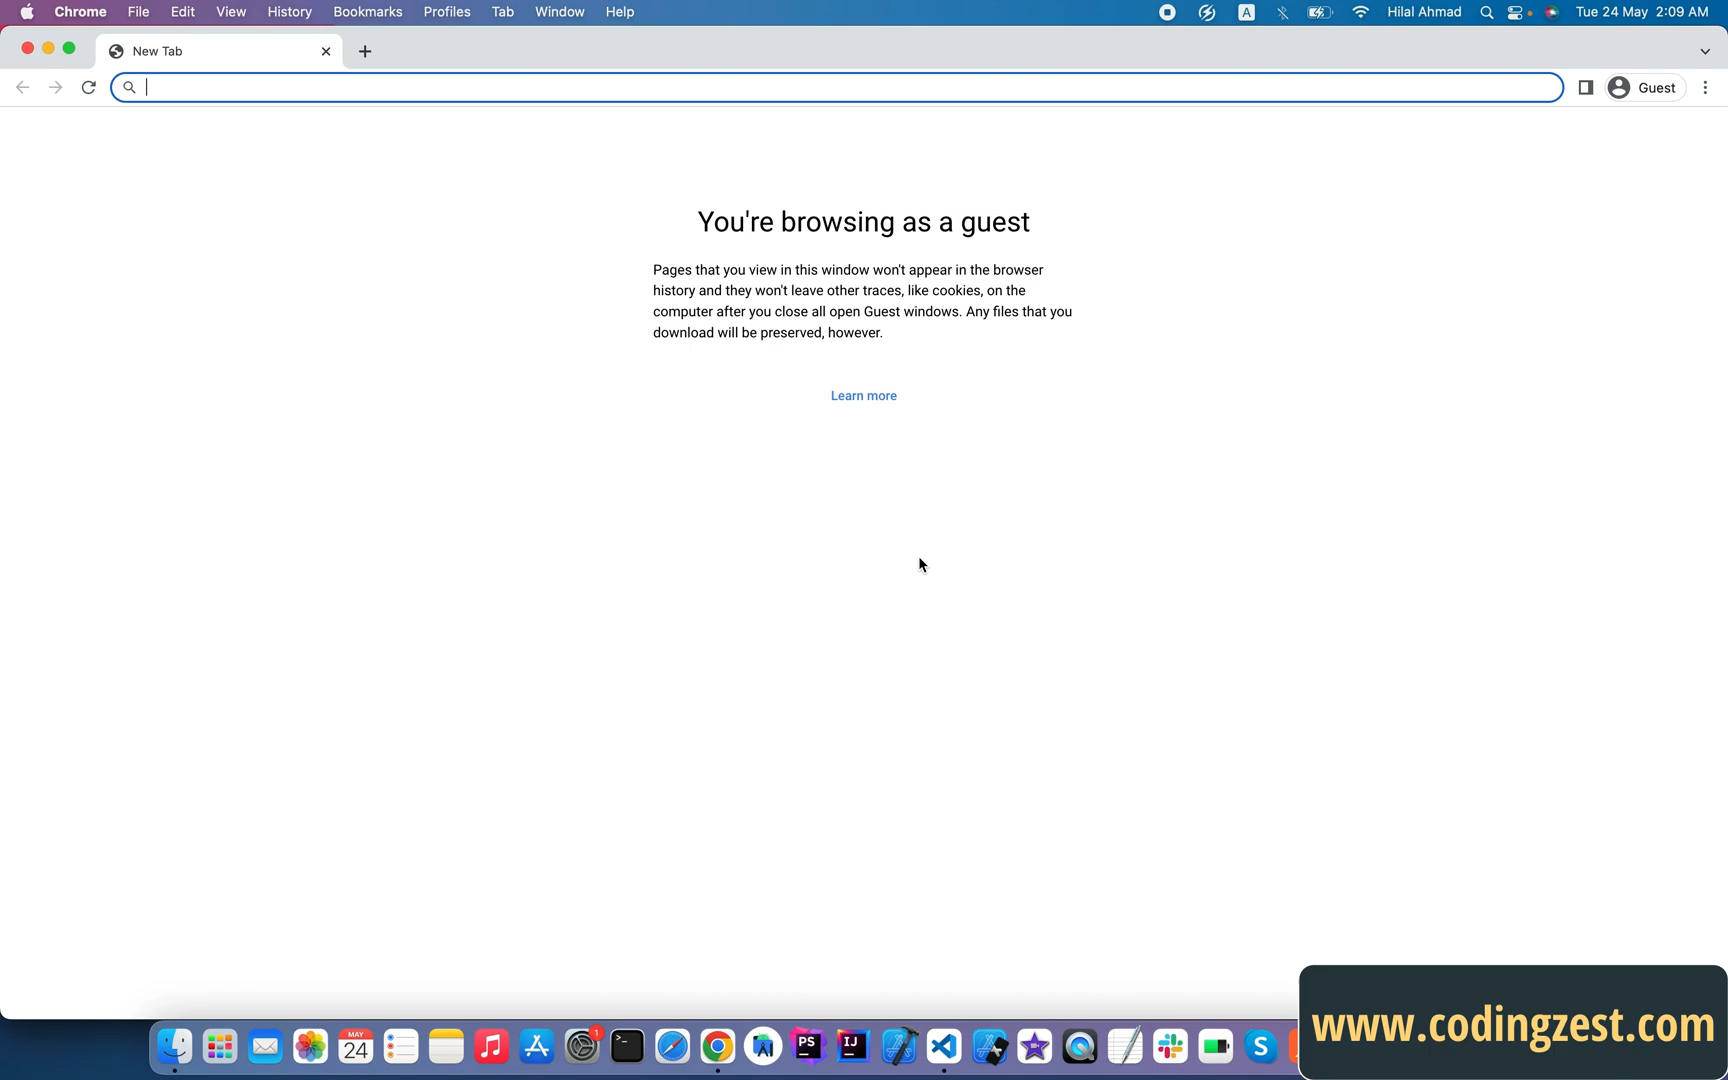 Chrome File Edit View History Bookmarks Profiles Tab Window Help A Hilal Ahmad Tue 24 May 2:09 AM
New Tab
Guest
You're browsing as a guest
Pages that you view in this window won't appear in the browser
history and they won't leave other traces, like cookies, on the
computer after you close all open Guest windows. Any files that you
download will be preserved, however.
Learn more
MAY
24
1
>_
PS
IJ
S
www.codingzest.com